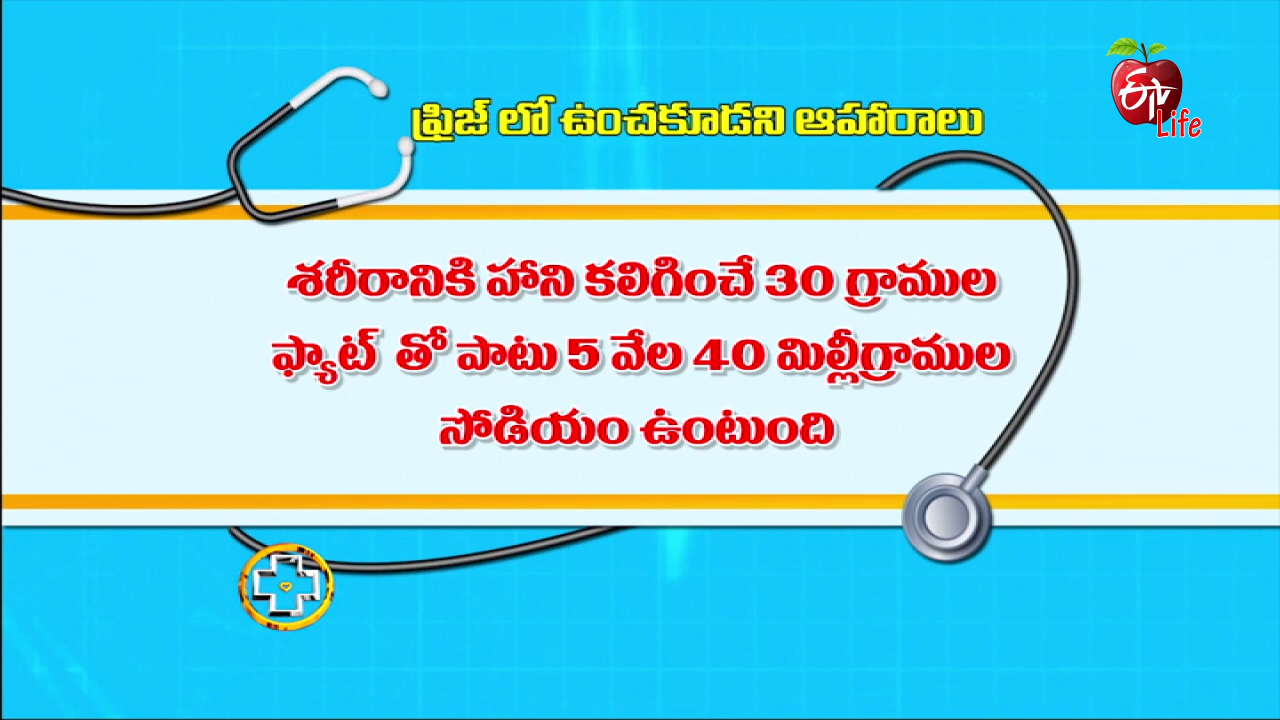 ఫ్రిజ్ లో ఉంచకూడని ఆహారాలు
etv
Life
శరీరానికి హాని కలిగించే 30 గ్రాముల
ఫ్యాట్ తో పాటు 5 వేల 40 మిల్లీగ్రాముల
సోడియం ఉంటుంది